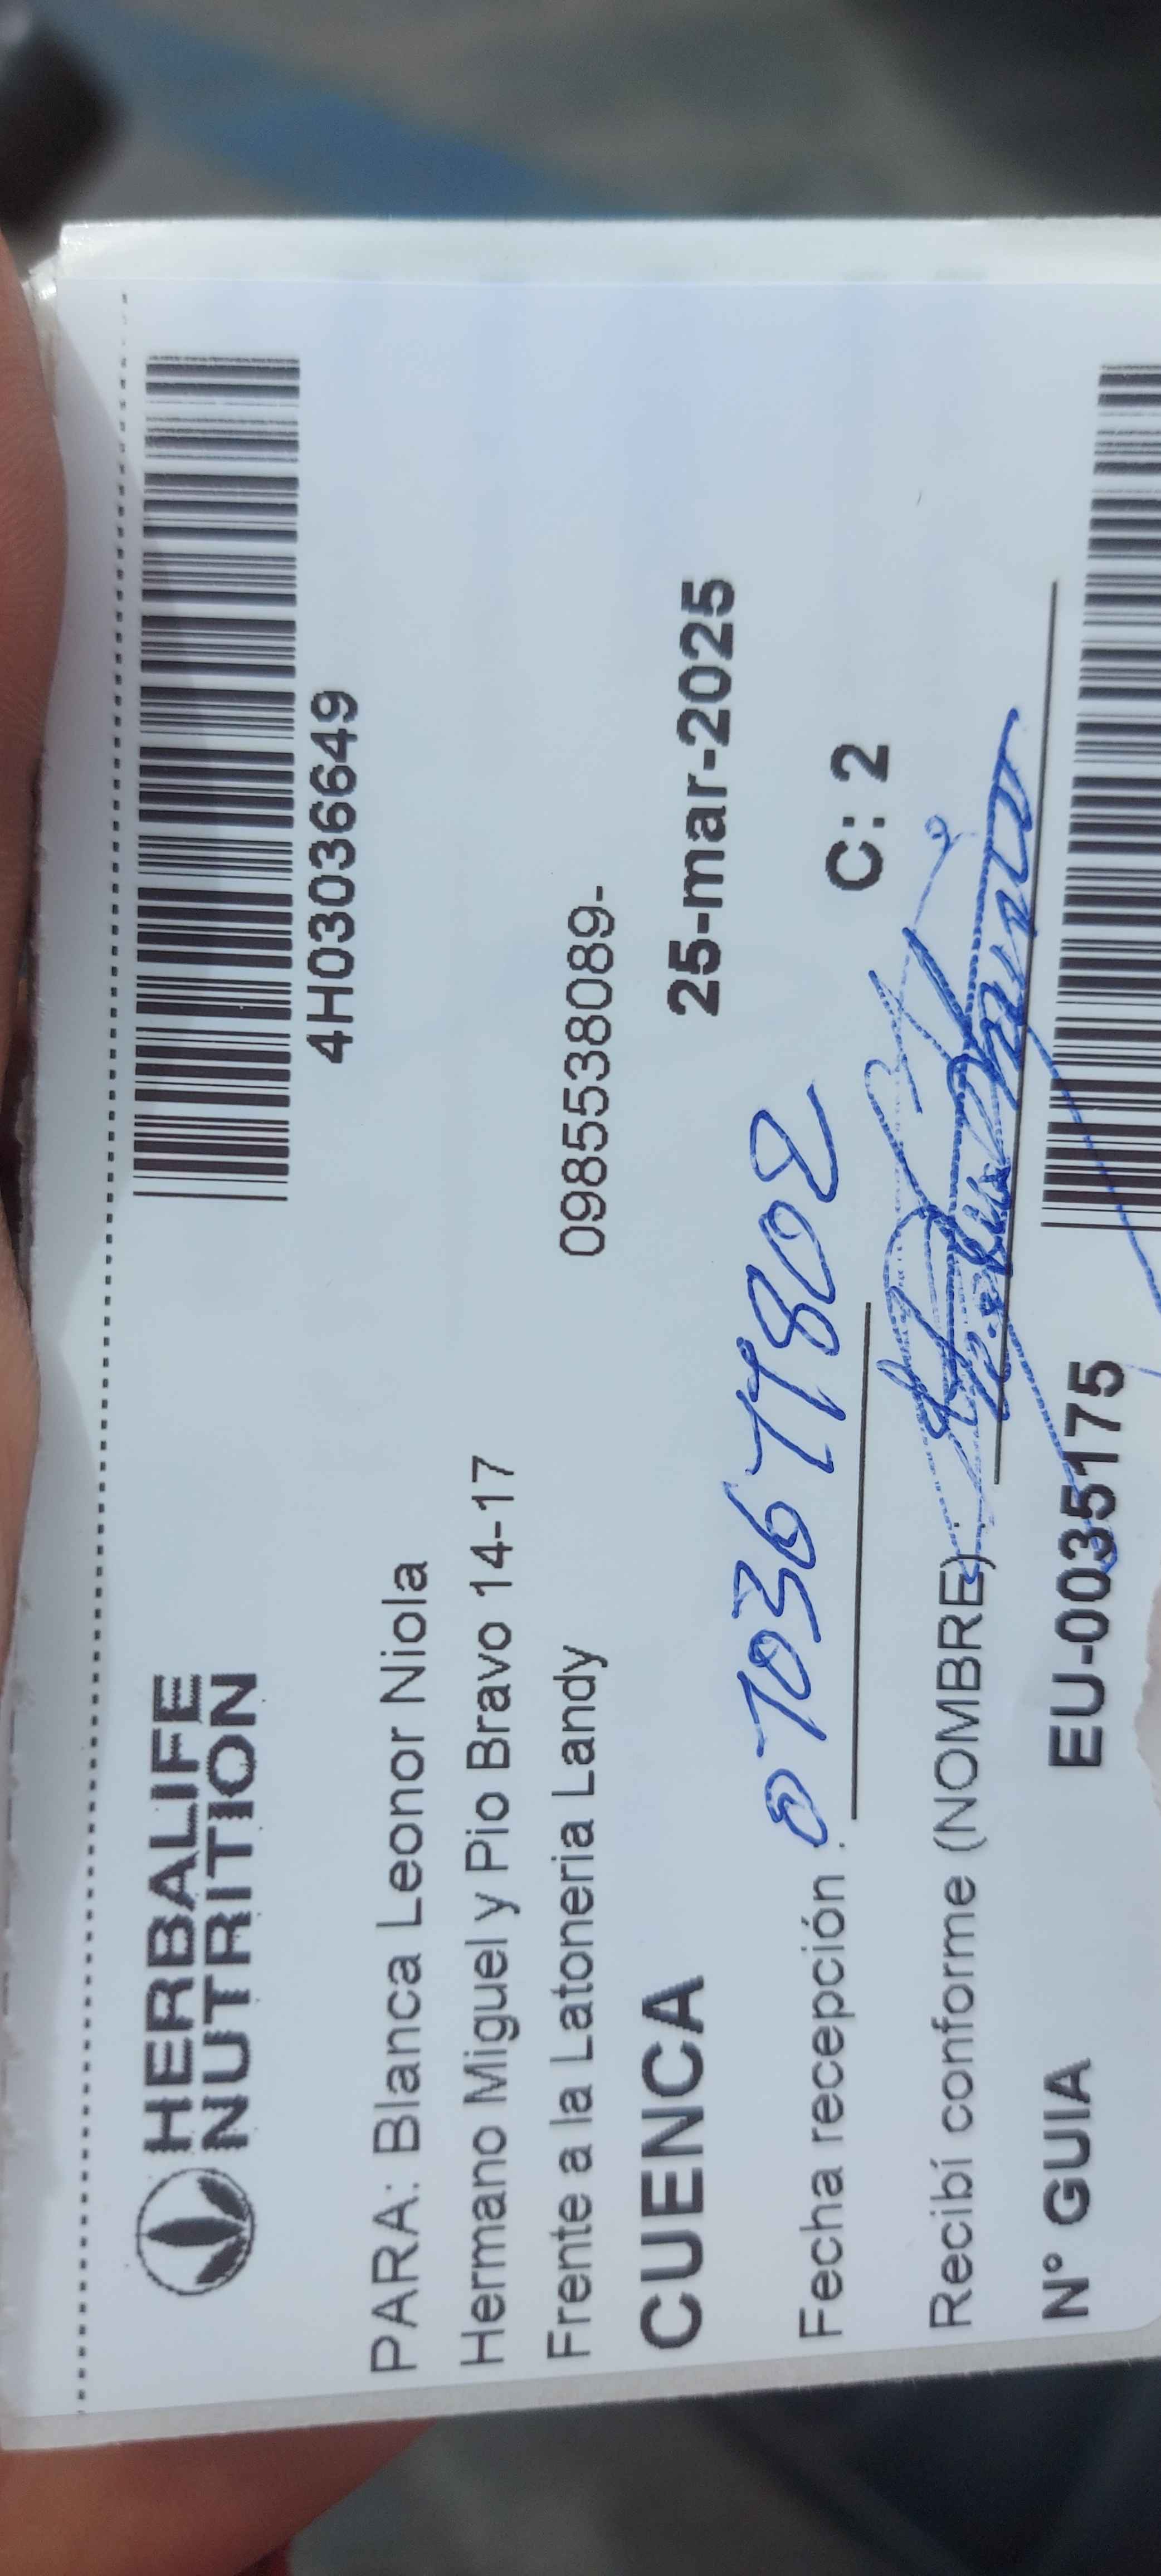 HERBALIFE
NUTRITION
4H03036649
PARA: Blanca Leonor Niola
Hermano Miguel y Pio Bravo 14-17
Frente a la Latoneria Landy
0985538089-
CUENCA
25-mar-2025
Fecha recepción : 0703677802
C: 2
Recibí conforme (NOMBRE) :
N° GUIA
EU-0035175